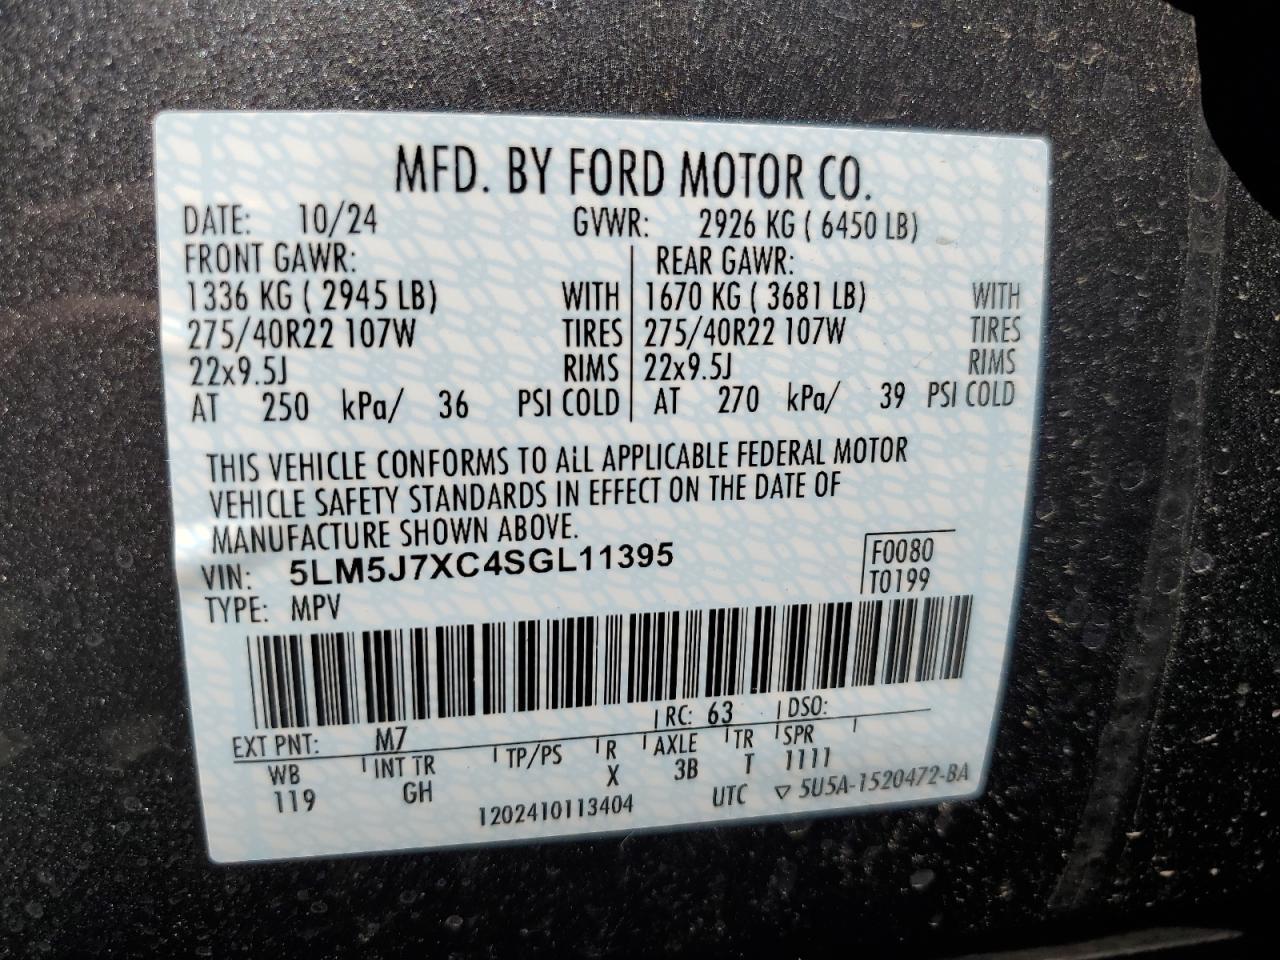 MFD. BY FORD MOTOR CO.
DATE: 10/24 GVWR: 2926 KG ( 6450 LB)
FRONT GAWR: REAR GAWR:
1336 KG ( 2945 LB) WITH 1670 KG ( 3681 LB) WITH
275/40R22 107W TIRES 275/40R22 107W TIRES
22x9.5J RIMS 22x9.5J RIMS
AT 250 kPa/ 36 PSI COLD AT 270 kPa/ 39 PSI COLD
THIS VEHICLE CONFORMS TO ALL APPLICABLE FEDERAL MOTOR
VEHICLE SAFETY STANDARDS IN EFFECT ON THE DATE OF
MANUFACTURE SHOWN ABOVE.
VIN: 5LM5J7XC4SGL11395 F0080
TYPE: MPV T0199
EXT PNT: M7 RC: 63 DSO:
WB INT TR TP/PS R AXLE TR SPR
119 GH X 3B T 1111
1202410113404 UTC ▽ 5U5A-1520472-BA